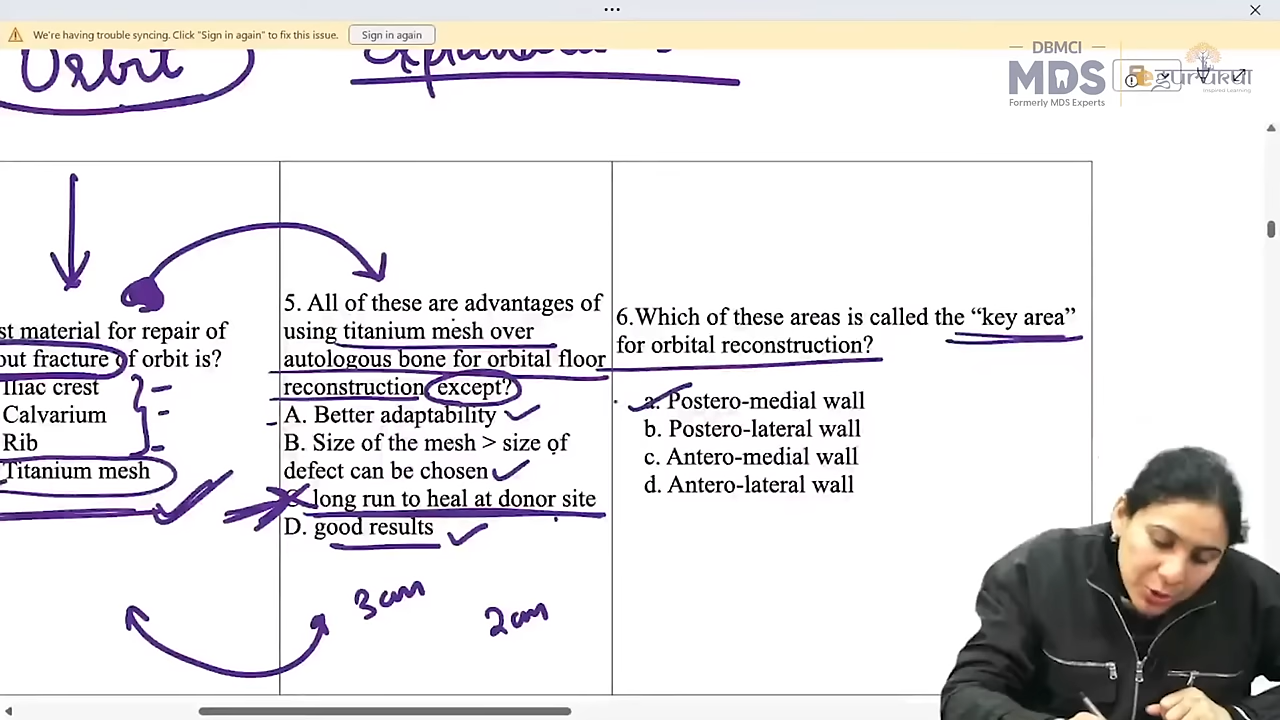 We're having trouble syncing. Click "Sign in again" to fix this issue.
Sign in again
DBMCI
MDS
Formerly MDS Experts
Inspired Learning
Orbit
st material for repair of
out fracture of orbit is?
Iliac crest
Calvarium
Rib
Titanium mesh
5. All of these are advantages of
using titanium mesh over
autologous bone for orbital floor
reconstruction except?
A. Better adaptability
B. Size of the mesh > size of
defect can be chosen
long run to heal at donor site
D. good results
3cm
2cm
6.Which of these areas is called the “key area”
for orbital reconstruction?
a. Postero-medial wall
b. Postero-lateral wall
c. Antero-medial wall
d. Antero-lateral wall